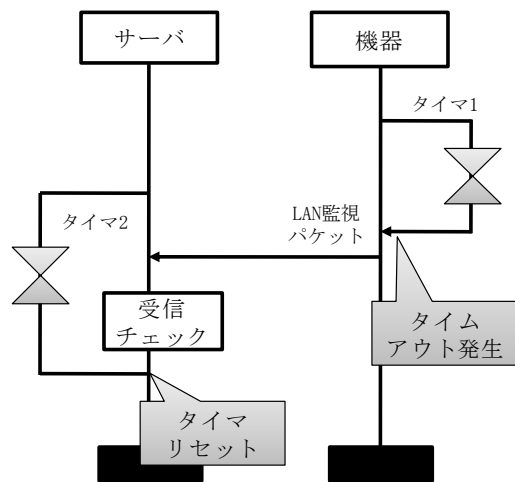 サーバ
機器
タイマ1
タイマ2
LAN監視
パケット
受信
チェック
タイム
アウト発生
タイマ
リセット